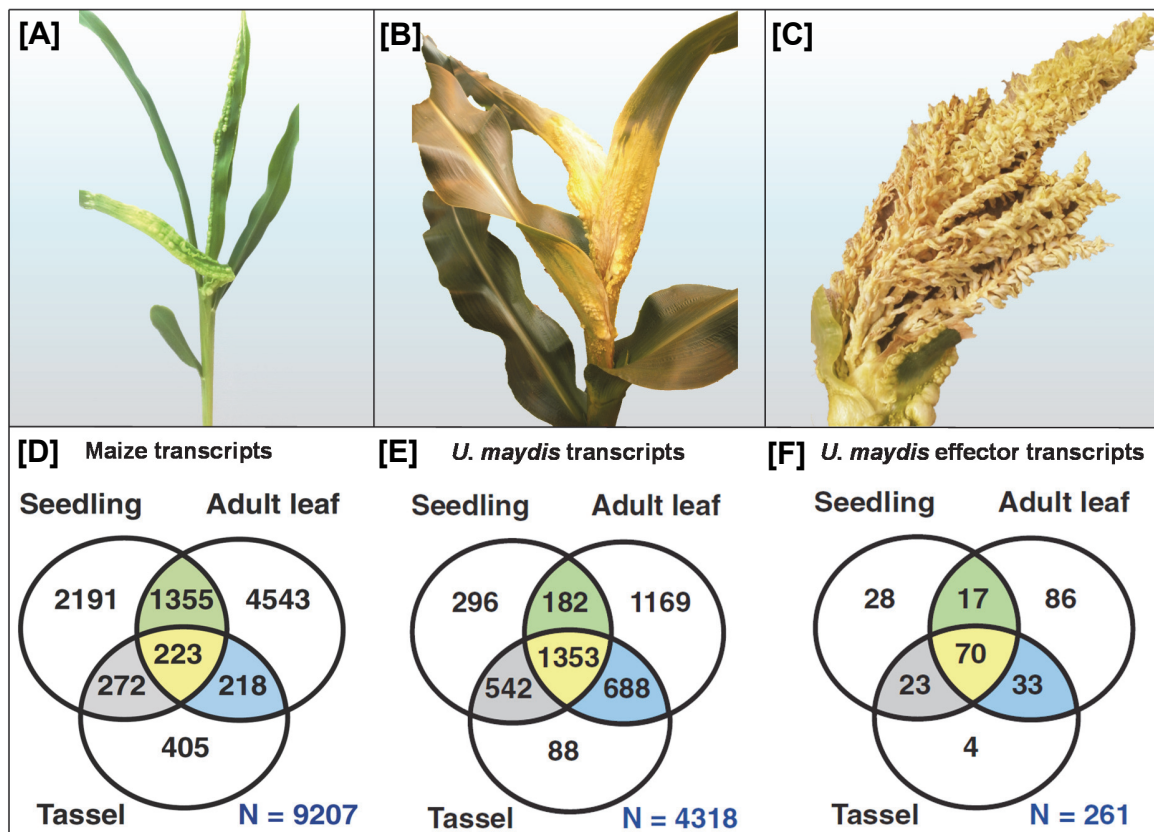 [A]
[B]
[C]
[D] Maize transcripts
[E] U. maydis transcripts
[F] U. maydis effector transcripts
Seedling Adult leaf
2191 1355 4543
223
272 218
405
Tassel N = 9207
Seedling Adult leaf
296 182 1169
1353
542 688
88
Tassel N = 4318
Seedling Adult leaf
28 17 86
70
23 33
4
Tassel N = 261